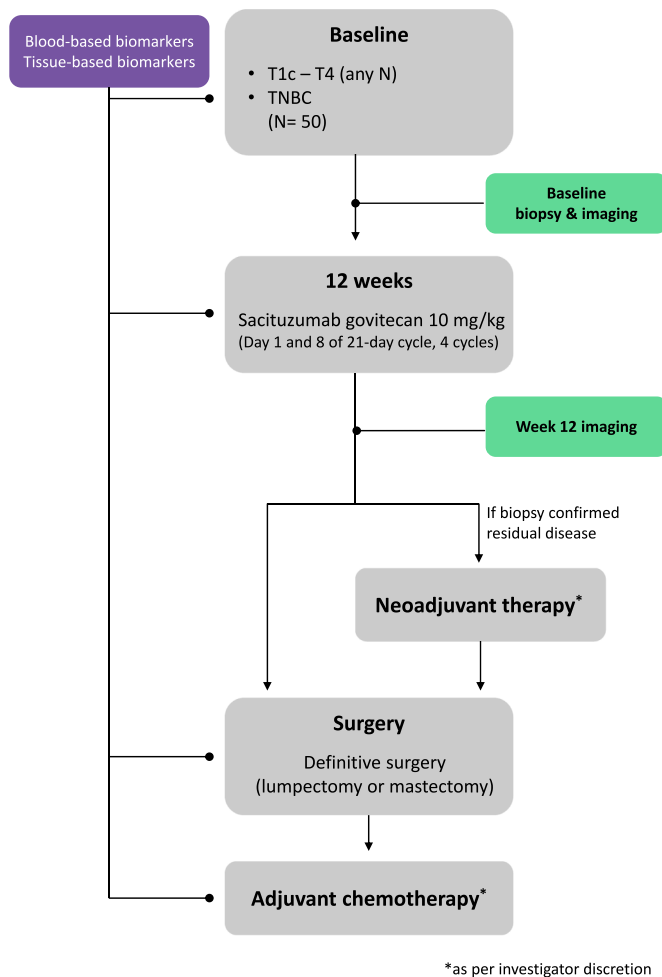 Blood-based biomarkers
Tissue-based biomarkers
Baseline
• T1c – T4 (any N)
• TNBC
(N= 50)
Baseline
biopsy & imaging
12 weeks
Sacituzumab govitecan 10 mg/kg
(Day 1 and 8 of 21-day cycle, 4 cycles)
Week 12 imaging
If biopsy confirmed
residual disease
Neoadjuvant therapy*
Surgery
Definitive surgery
(lumpectomy or mastectomy)
Adjuvant chemotherapy*
*as per investigator discretion